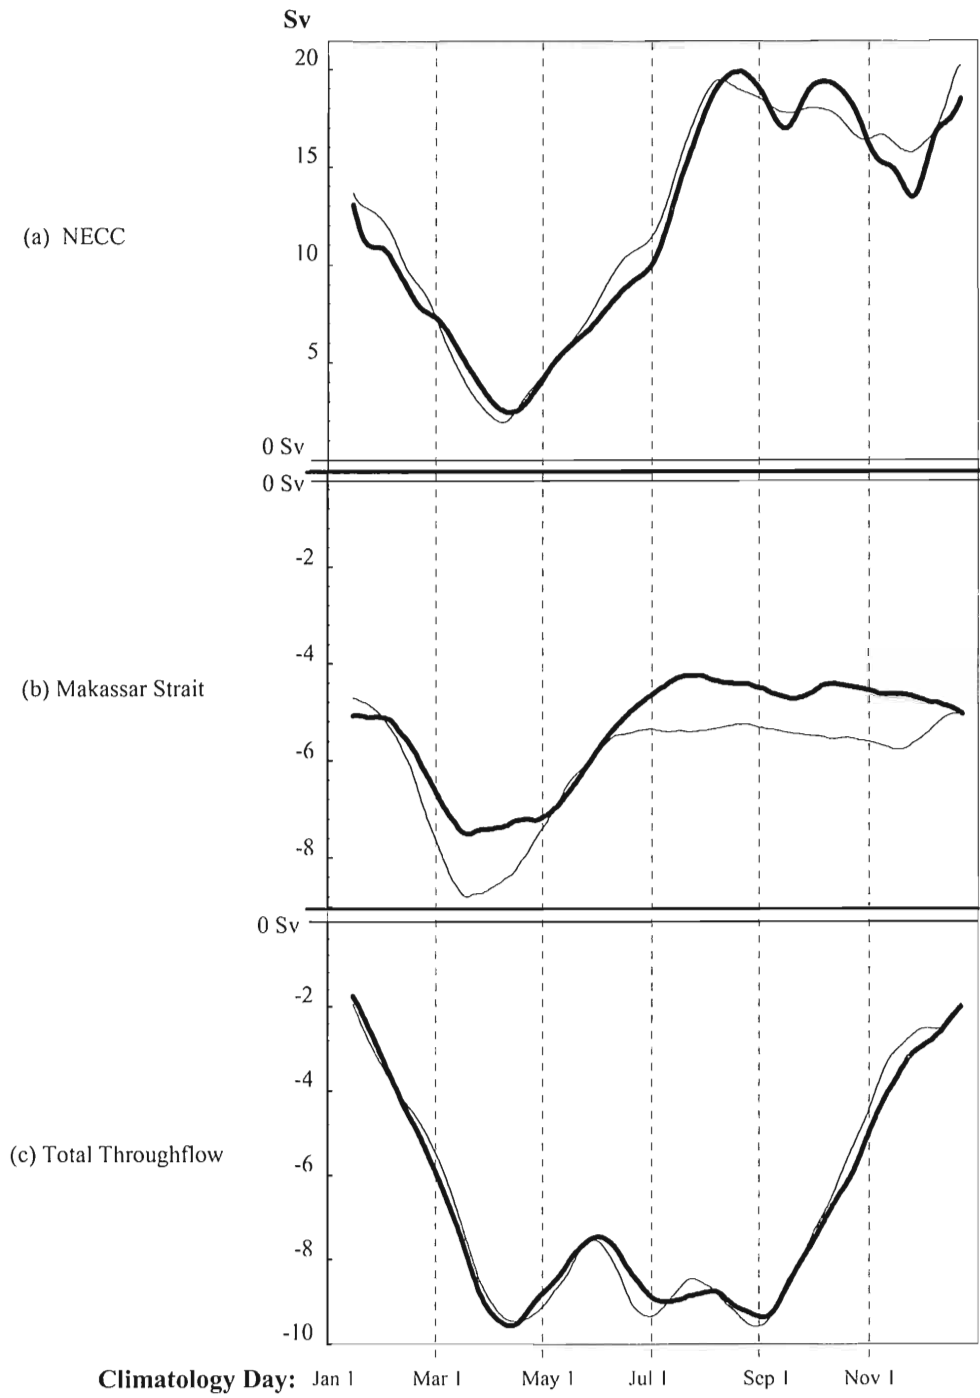 Sv
20
15
(a) NECC
10
5
0 Sv
0 Sv
-2
-4
(b) Makassar Strait
-6
-8
0 Sv
-2
-4
(c) Total Throughflow
-6
-8
-10
Climatology Day: Jan 1 Mar 1 May 1 Jul 1 Sep 1 Nov 1